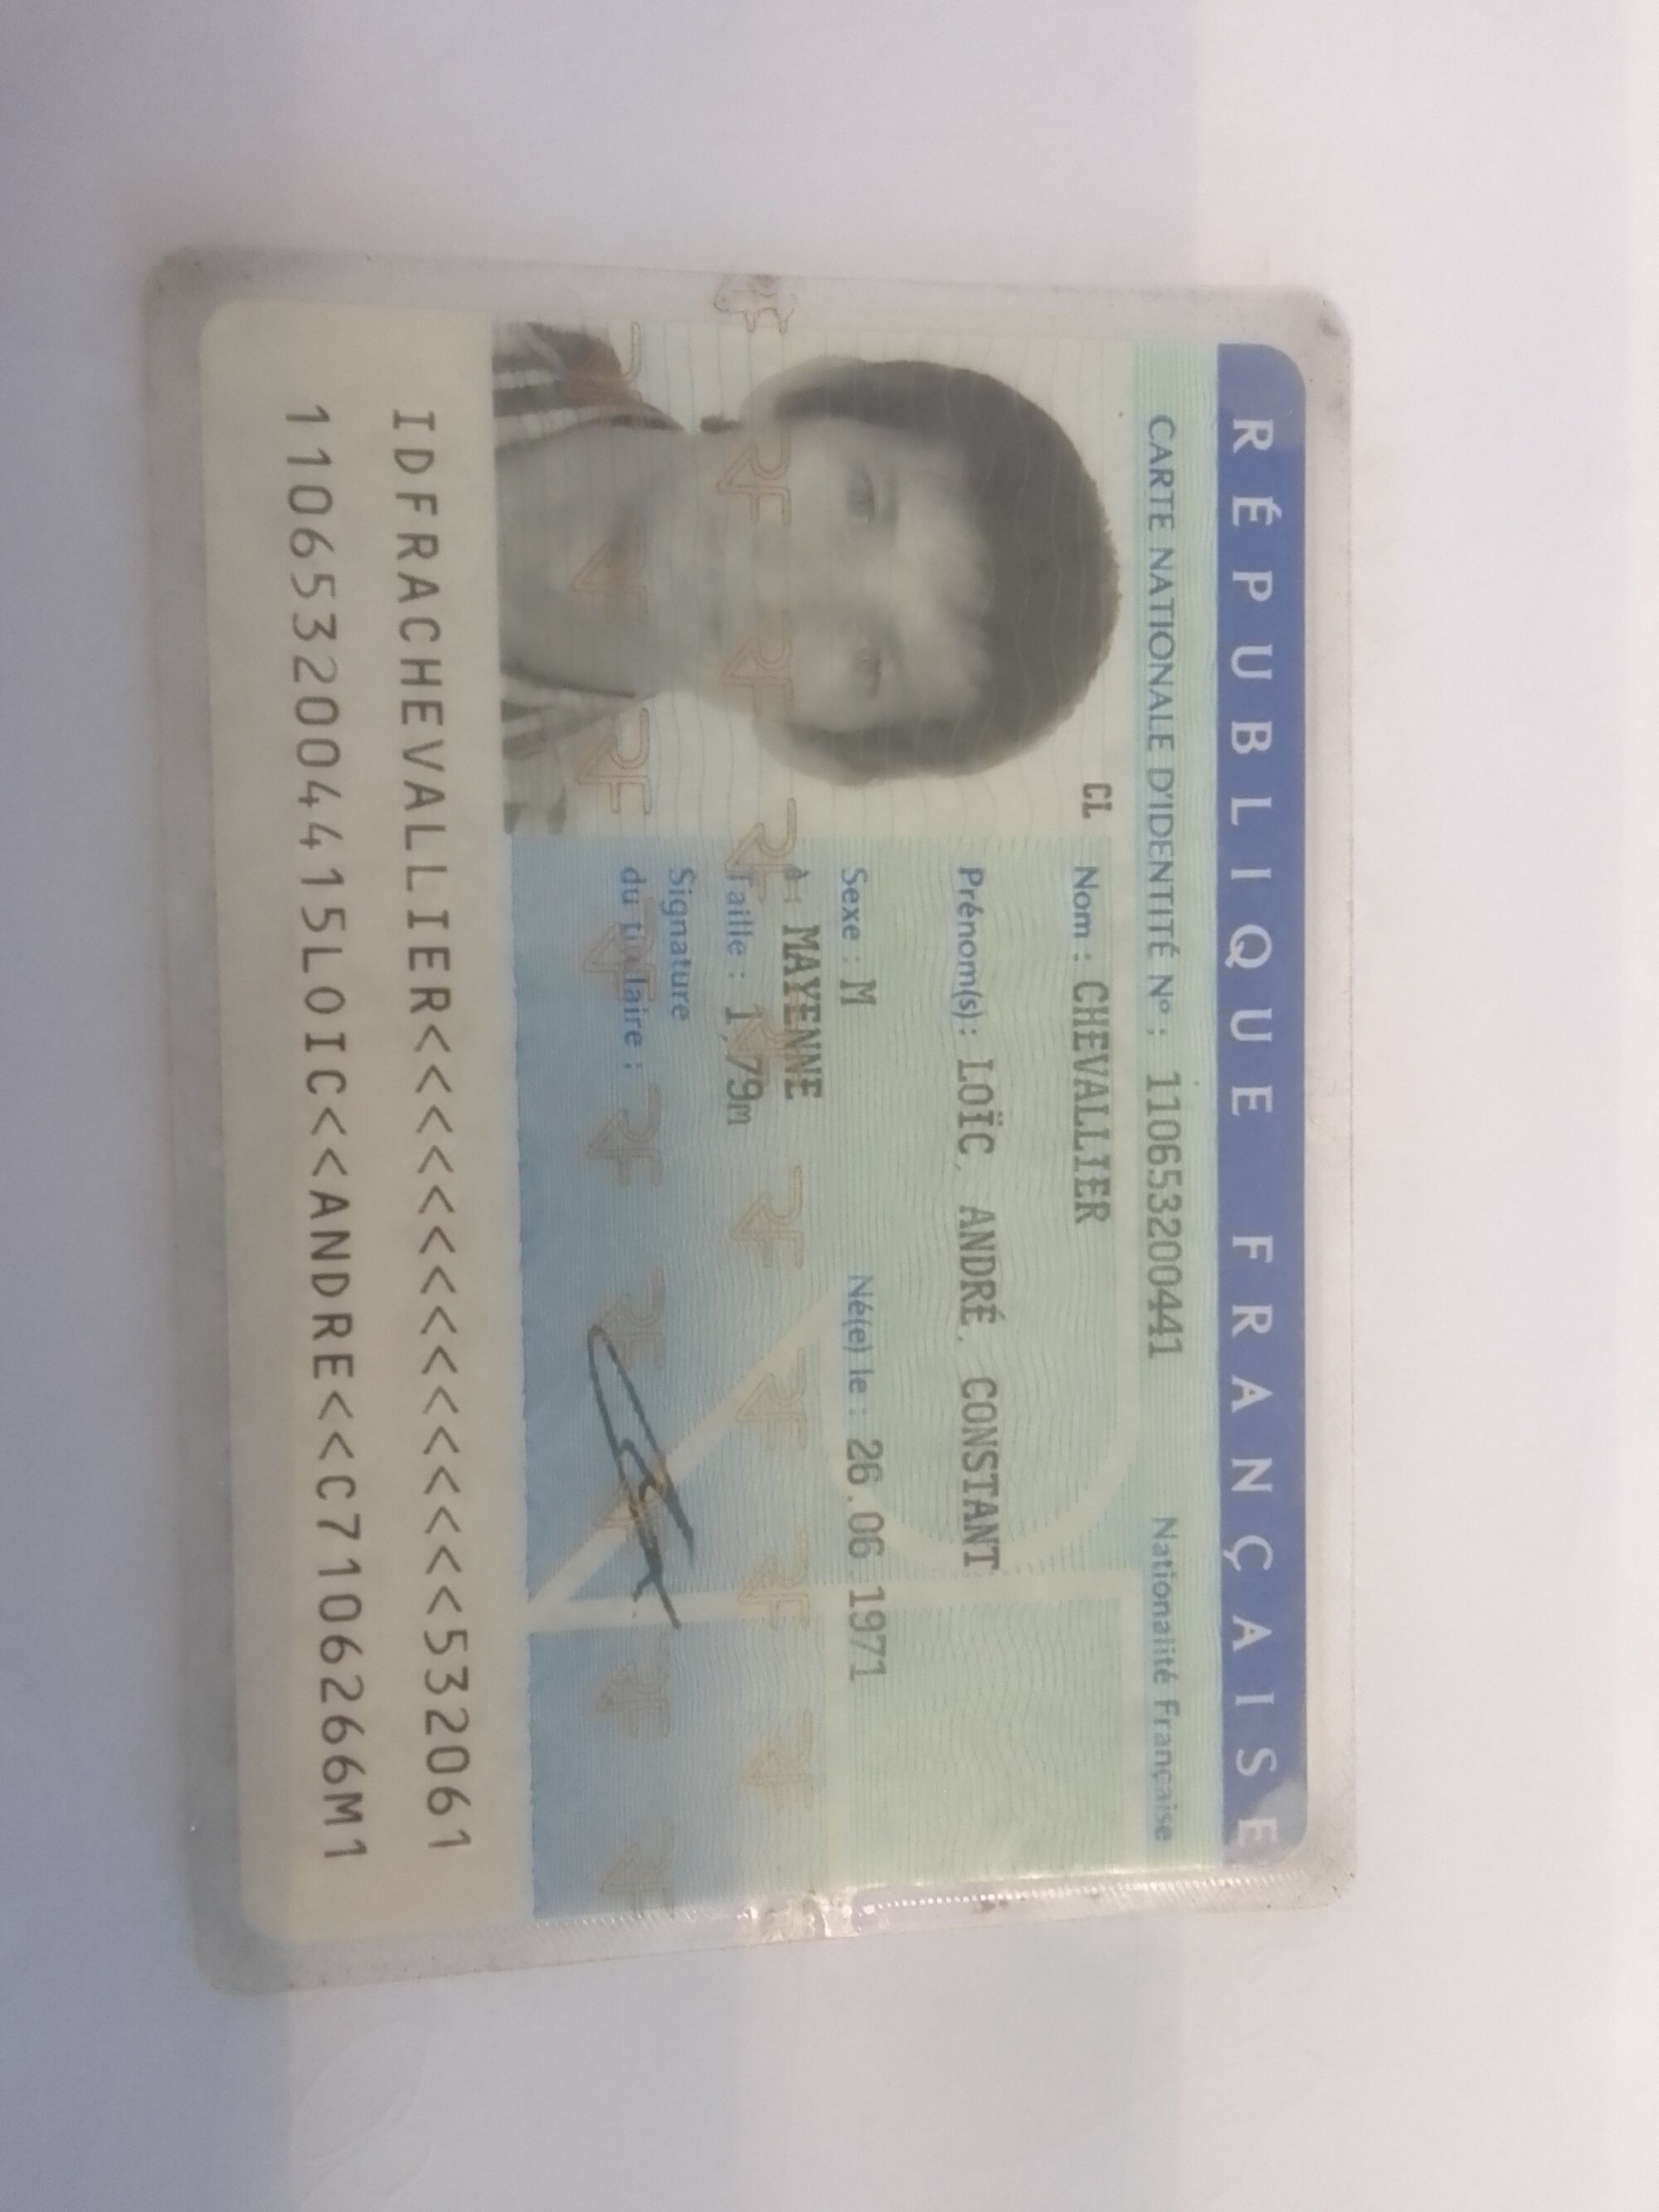 RÉPUBLIQUE FRANÇAISE
CARTE NATIONALE D'IDENTITÉ N° : 110653200441 Nationalité Française
CL
Nom : CHEVALLIER
Prénom(s) : LOÏC, ANDRÉ, CONSTANT
Sexe : M Né(e) le : 26.06.1971
à : MAYENNE
Taille : 1,79m
Signature
du titulaire :
IDFRACHEVALLIER<<<<<<<<<<<<<<<532061
1106532004415LOIC<<ANDRE<<C7106266M1